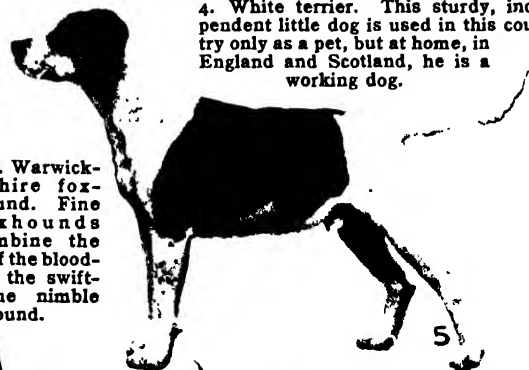 4. White terrier. This sturdy, inc
pendent little dog is used in this cou
try only as a pet, but at home, in
England and Scotland, he is a
working dog.
. Warwick-
hire fox-
und. Fine
xhounds
mbine the
f the blood-
the swift-
ne nimble
ound.
5